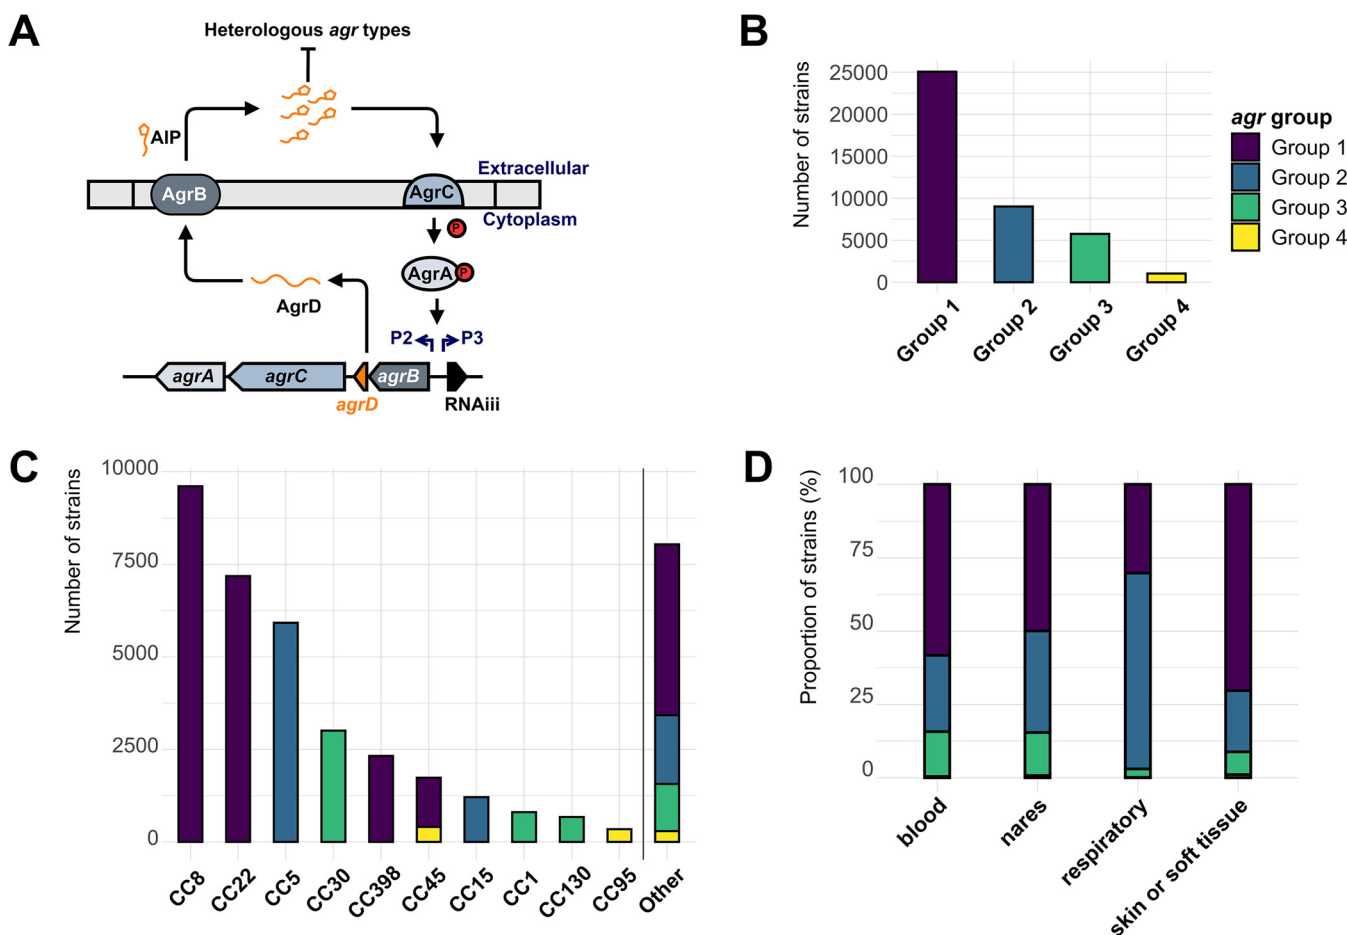 A
Heterologous agr types
AIP
AgrB
AgrC
Extracellular
Cytoplasm
P
AgrA
P
AgrD
P2
P3
agrA
agrC
agrD
agrB
RNAiii
B
Number of strains
25000
20000
15000
10000
5000
0
Group 1
Group 2
Group 3
Group 4
agr group
Group 1
Group 2
Group 3
Group 4
C
Number of strains
10000
7500
5000
2500
0
CC8
CC22
CC5
CC30
CC398
CC45
CC15
CC1
CC130
CC95
Other
D
Proportion of strains (%)
100
75
50
25
0
blood
nares
respiratory
skin or soft tissue